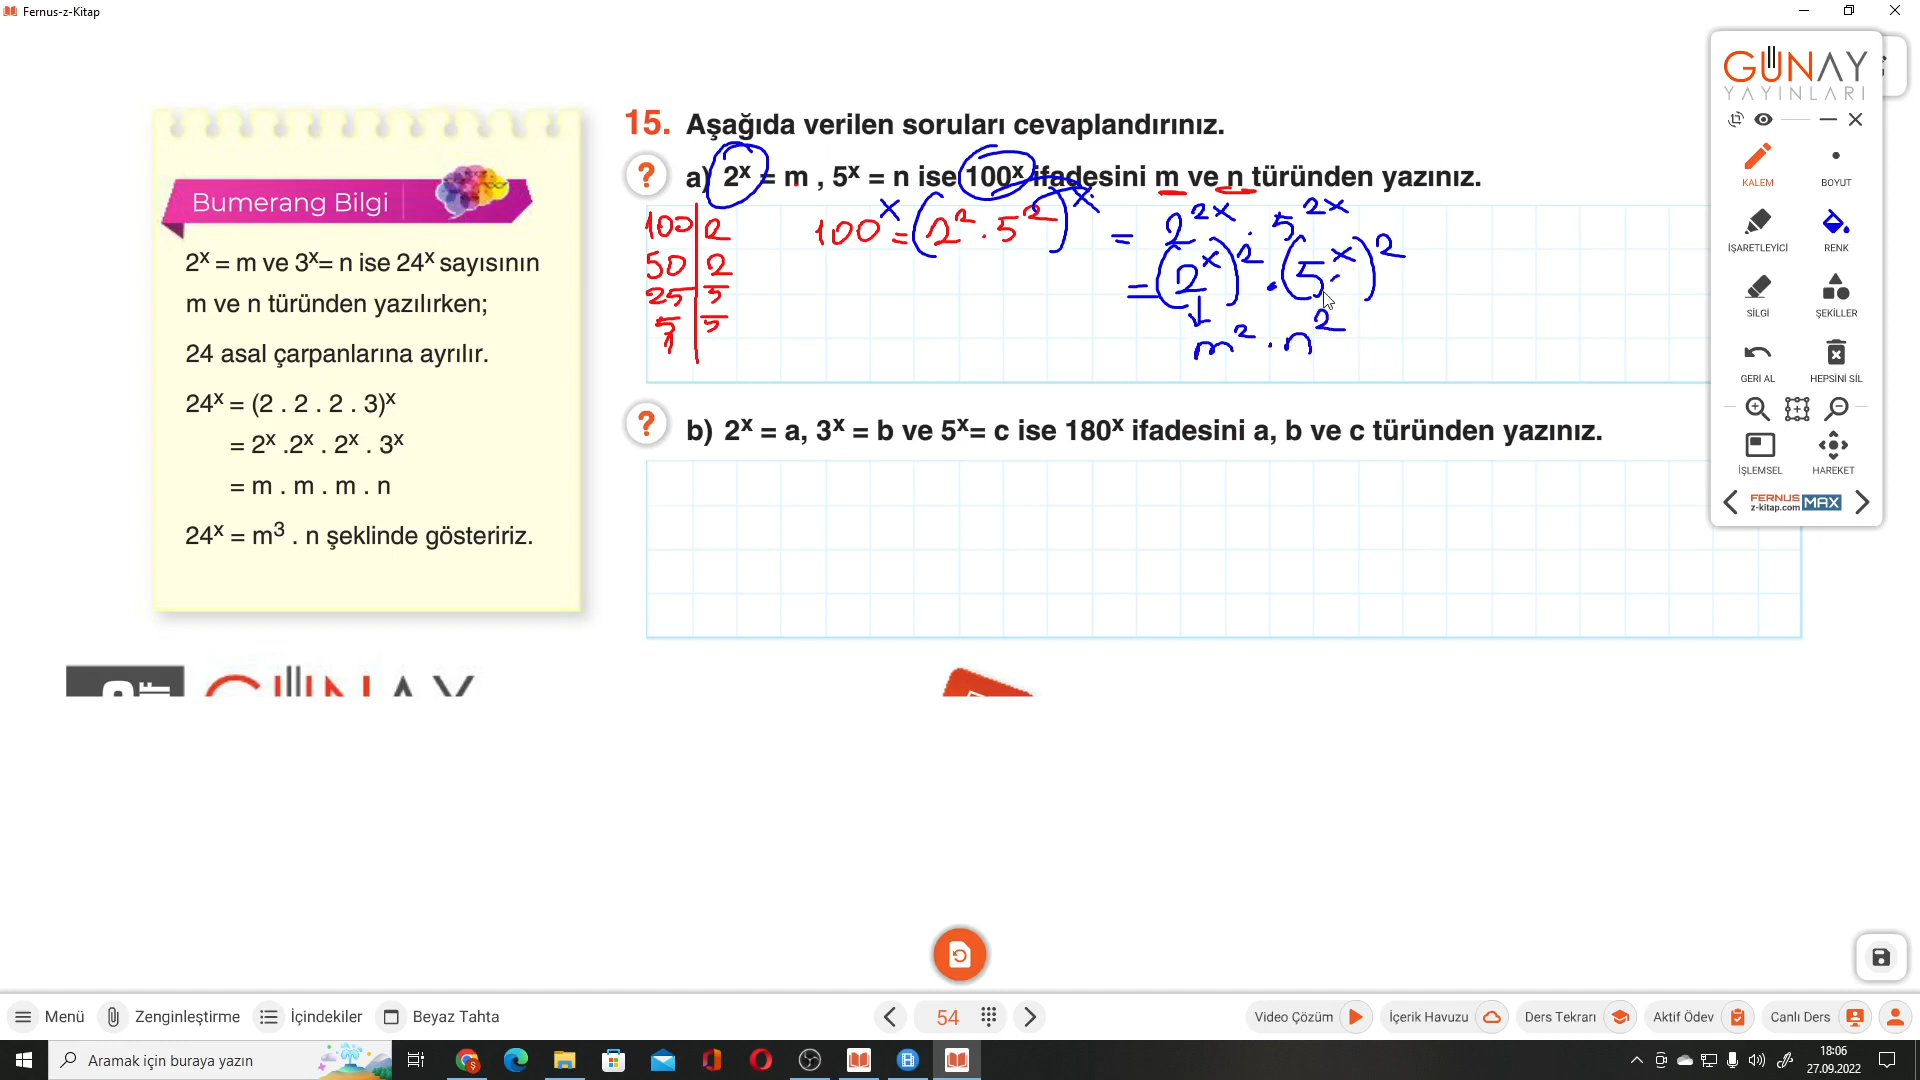 Fernus-z-Kitap
GÜNAY
YAYINLARI
KALEM
BOYUT
İŞARETLEYİCİ
RENK
SİLGİ
ŞEKİLLER
GERİ AL
HEPSİNİ SİL
İŞLEMSEL
HAREKET
FERNUS
z-kitap.com MAX
Bumerang Bilgi
2ˣ = m ve 3ˣ= n ise 24ˣ sayısının
m ve n türünden yazılırken;
24 asal çarpanlarına ayrılır.
24ˣ = (2 . 2 . 2 . 3)ˣ
= 2ˣ .2ˣ . 2ˣ . 3ˣ
= m . m . m . n
24ˣ = m³ . n şeklinde gösteririz.
15. Aşağıda verilen soruları cevaplandırınız.
? a) 2ˣ = m , 5ˣ = n ise 100ˣ ifadesini m ve n türünden yazınız.
100 | 2
50 | 2
25 | 5
5 | 5
1
100ˣ = (2² . 5²)ˣ = 2²ˣ . 5²ˣ
= (2ˣ)² . (5ˣ)²
m² . n²
? b) 2ˣ = a, 3ˣ = b ve 5ˣ= c ise 180ˣ ifadesini a, b ve c türünden yazınız.
GÜNAY
Menü
Zenginleştirme
İçindekiler
Beyaz Tahta
54
Video Çözüm
İçerik Havuzu
Ders Tekrarı
Aktif Ödev
Canlı Ders
Aramak için buraya yazın
18:06
27.09.2022